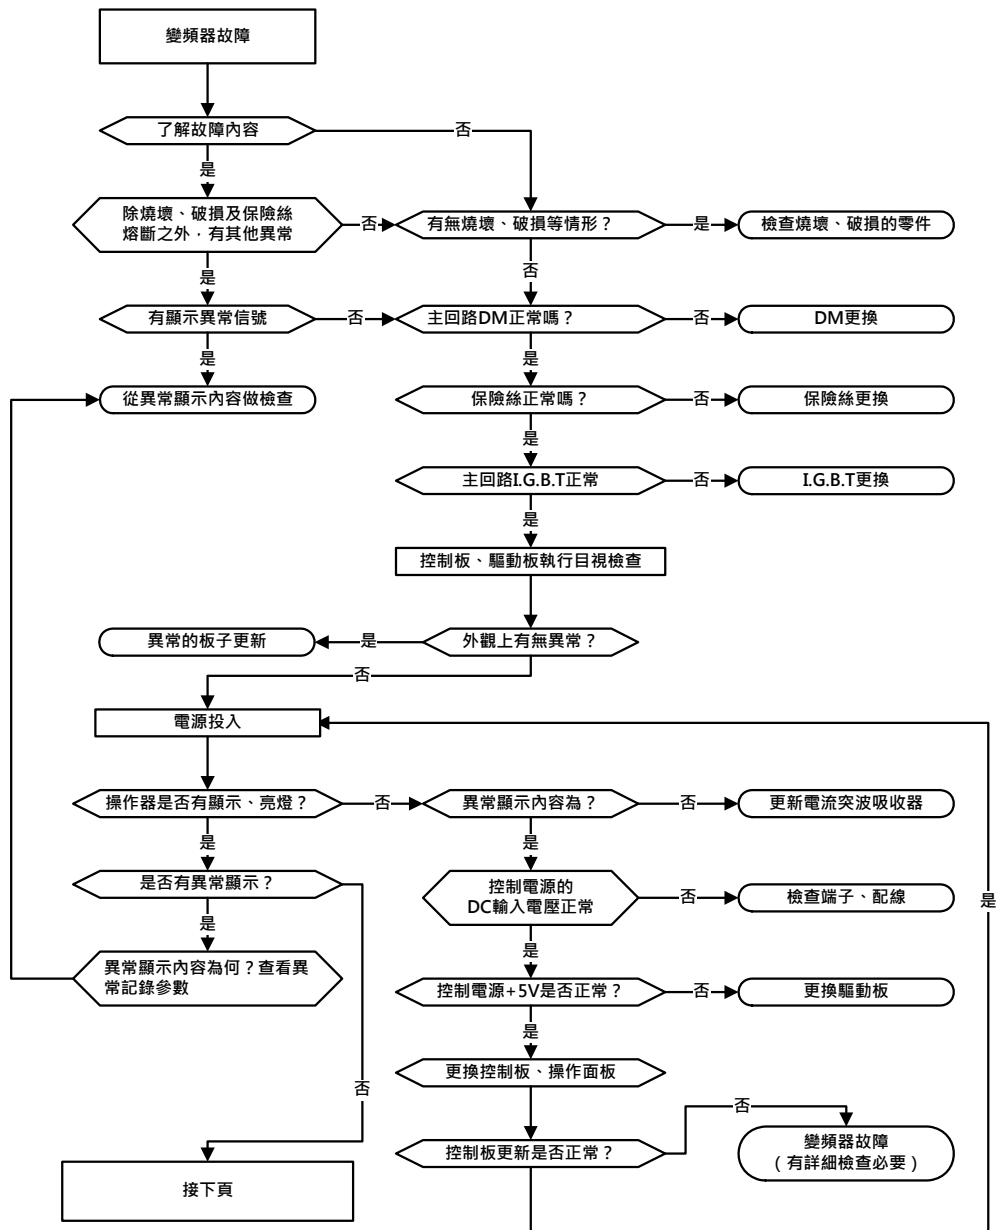 變頻器故障
了解故障內容
否
是
除燒壞、破損及保險絲
熔斷之外，有其他異常
否
有無燒壞、破損等情形？
是
檢查燒壞、破損的零件
是
否
有顯示異常信號
否
主回路DM正常嗎？
否
DM更換
是
是
從異常顯示內容做檢查
保險絲正常嗎？
否
保險絲更換
是
主回路I.G.B.T正常
否
I.G.B.T更換
是
控制板、驅動板執行目視檢查
異常的板子更新
是
外觀上有無異常？
否
電源投入
操作器是否有顯示、亮燈？
否
異常顯示內容為？
否
更新電流突波吸收器
是
是
是否有異常顯示？
控制電源的
DC輸入電壓正常
否
檢查端子、配線
是
是
是
異常顯示內容為何？查看異
常記錄參數
控制電源+5V是否正常？
否
更換驅動板
是
更換控制板、操作面板
否
否
控制板更新是否正常？
變頻器故障
（有詳細檢查必要）
接下頁